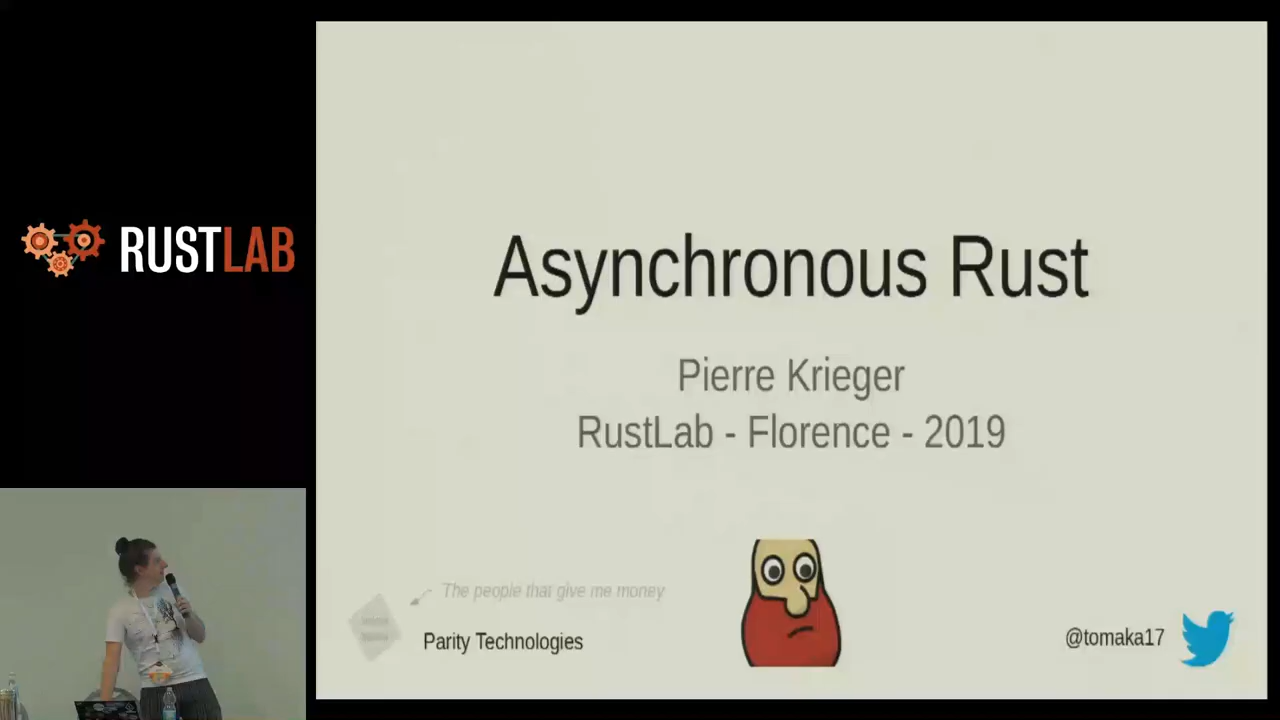 RUSTLAB
Asynchronous Rust
Pierre Krieger
RustLab - Florence - 2019
The people that give me money
Parity Technologies
@tomaka17